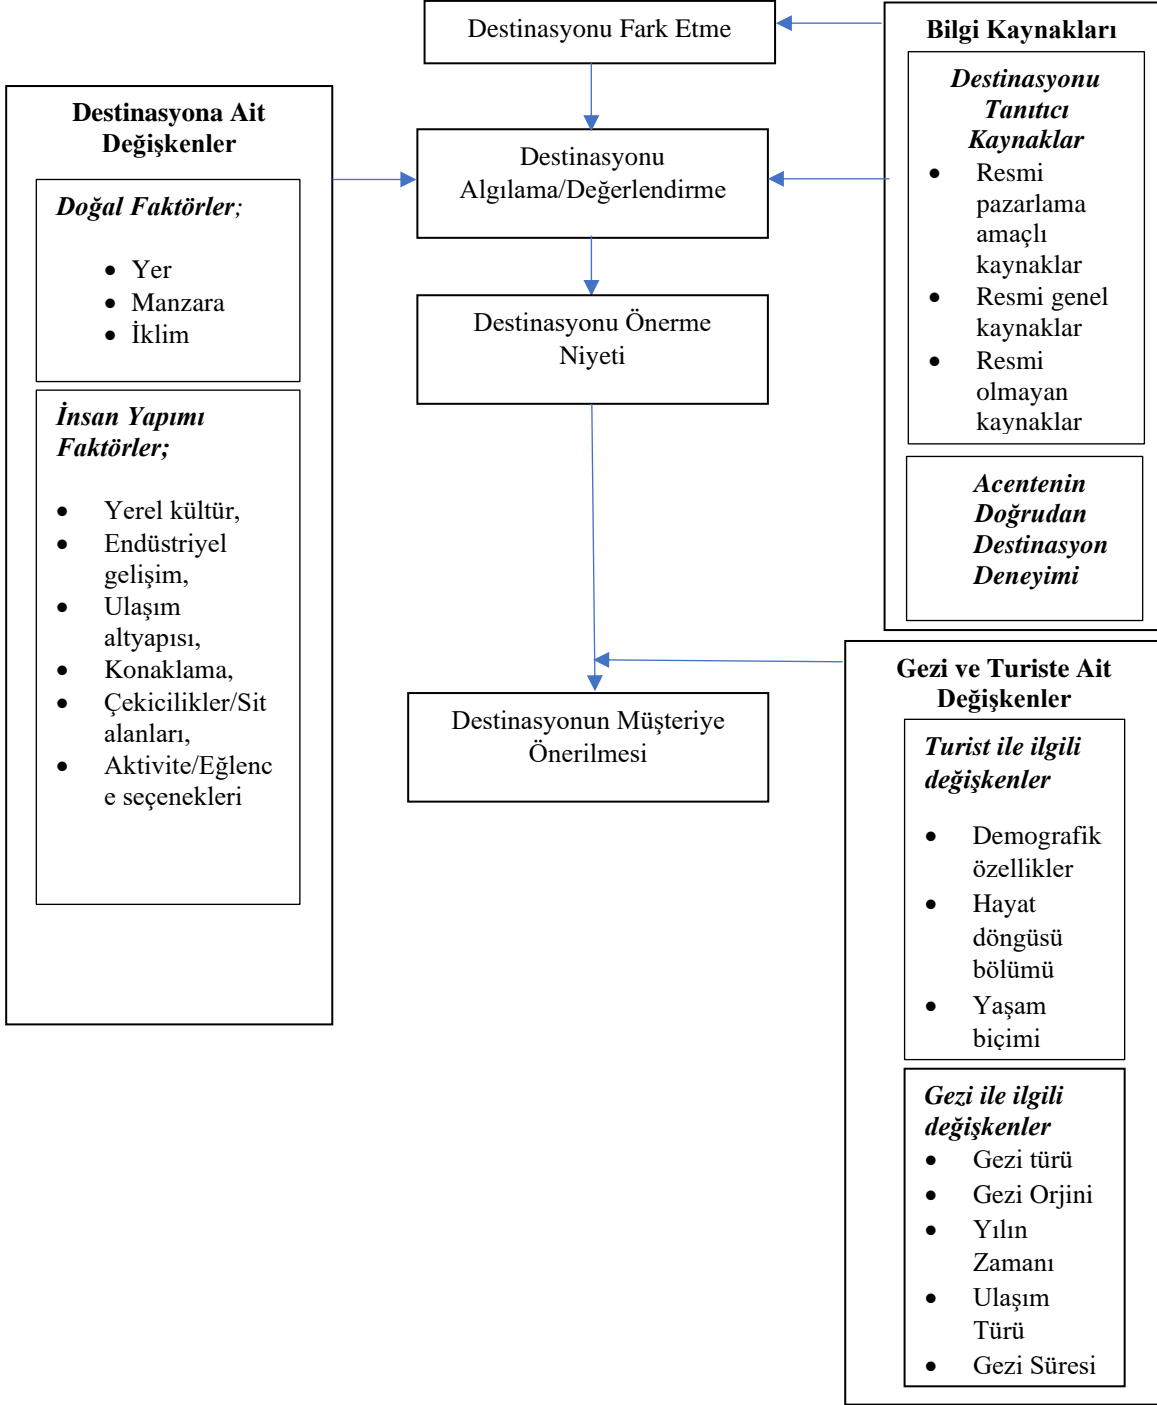 Destinasyonu Fark Etme
Destinasyonu
Algılama/Değerlendirme
Destinasyonu Önerme
Niyeti
Destinasyonun Müşteriye
Önerilmesi
Destinasyona Ait
Değişkenler
Doğal Faktörler;
• Yer
• Manzara
• İklim
İnsan Yapımı
Faktörler;
• Yerel kültür,
• Endüstriyel
gelişim,
• Ulaşım
altyapısı,
• Konaklama,
• Çekicilikler/Sit
alanları,
• Aktivite/Eğlenc
e seçenekleri
Bilgi Kaynakları
Destinasyonu
Tanıtıcı
Kaynaklar
• Resmi
pazarlama
amaçlı
kaynaklar
• Resmi genel
kaynaklar
• Resmi
olmayan
kaynaklar
Acentenin
Doğrudan
Destinasyon
Deneyimi
Gezi ve Turiste Ait
Değişkenler
Turist ile ilgili
değişkenler
• Demografik
özellikler
• Hayat
döngüsü
bölümü
• Yaşam
biçimi
Gezi ile ilgili
değişkenler
• Gezi türü
• Gezi Orjini
• Yılın
Zamanı
• Ulaşım
Türü
• Gezi Süresi